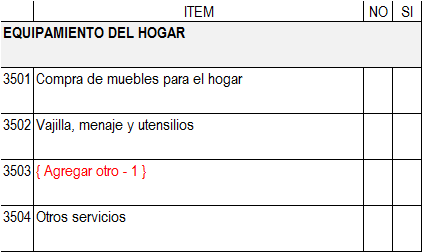 ITEM NO SI
EQUIPAMIENTO DEL HOGAR
3501 Compra de muebles para el hogar
3502 Vajilla, menaje y utensilios
3503 { Agregar otro - 1 }
3504 Otros servicios